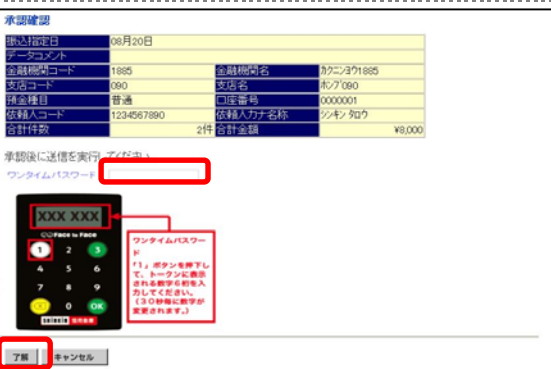 承認確認
振込指定日 08月20日
データコメント
金融機関コード 1885 金融機関名 カクニンヨウ1885
支店コード 090 支店名 ホンテ090
預金種目 普通 口座番号 0000001
依頼人コード 1234567890 依頼人カナ名称 シンキン タロウ
合計件数 2件 合計金額 ¥8,000
承認後に送信を実行してください
ワンタイムパスワード
XXX XXX
Face to Face
1 2 3
4 5 6
7 8 9
0 OK
信用金庫
ワンタイムパスワー
ド
「1」ボタンを押下し
て、トークンに表示
される数字6桁を入
力してください。
(30秒毎に数字が
変更されます。)
了解 キャンセル